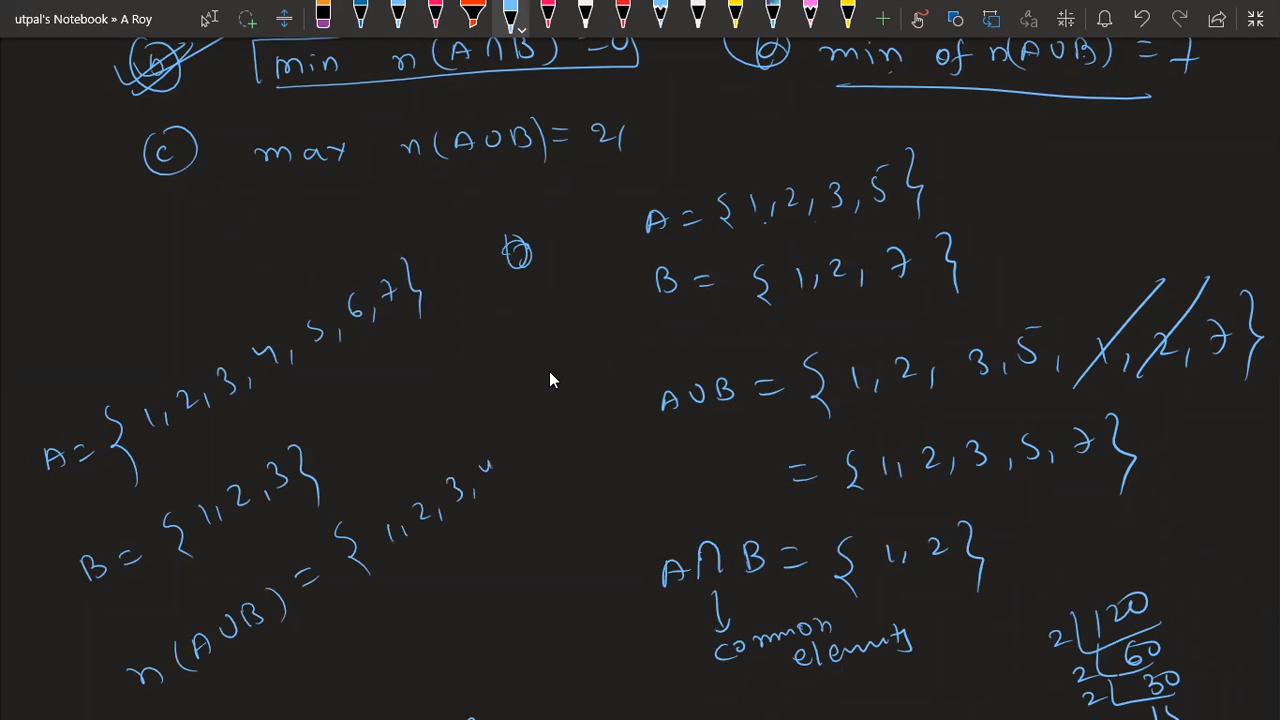 utpal's Notebook » A Roy
min n(A∩B) = 0
min of n(A∪B) = 7
c max n(A∪B) = 21
A = {1, 2, 3, 5}
B = {1, 2, 7}
A∪B = {1, 2, 3, 5, 1, 2, 7}
= {1, 2, 3, 5, 7}
A∩B = {1, 2}
common
elements
b
A = {1, 2, 3, 4, 5, 6, 7}
B = {1, 2, 3}
n(A∪B) = {1, 2, 3, 4
2 120
2 60
2 30
15